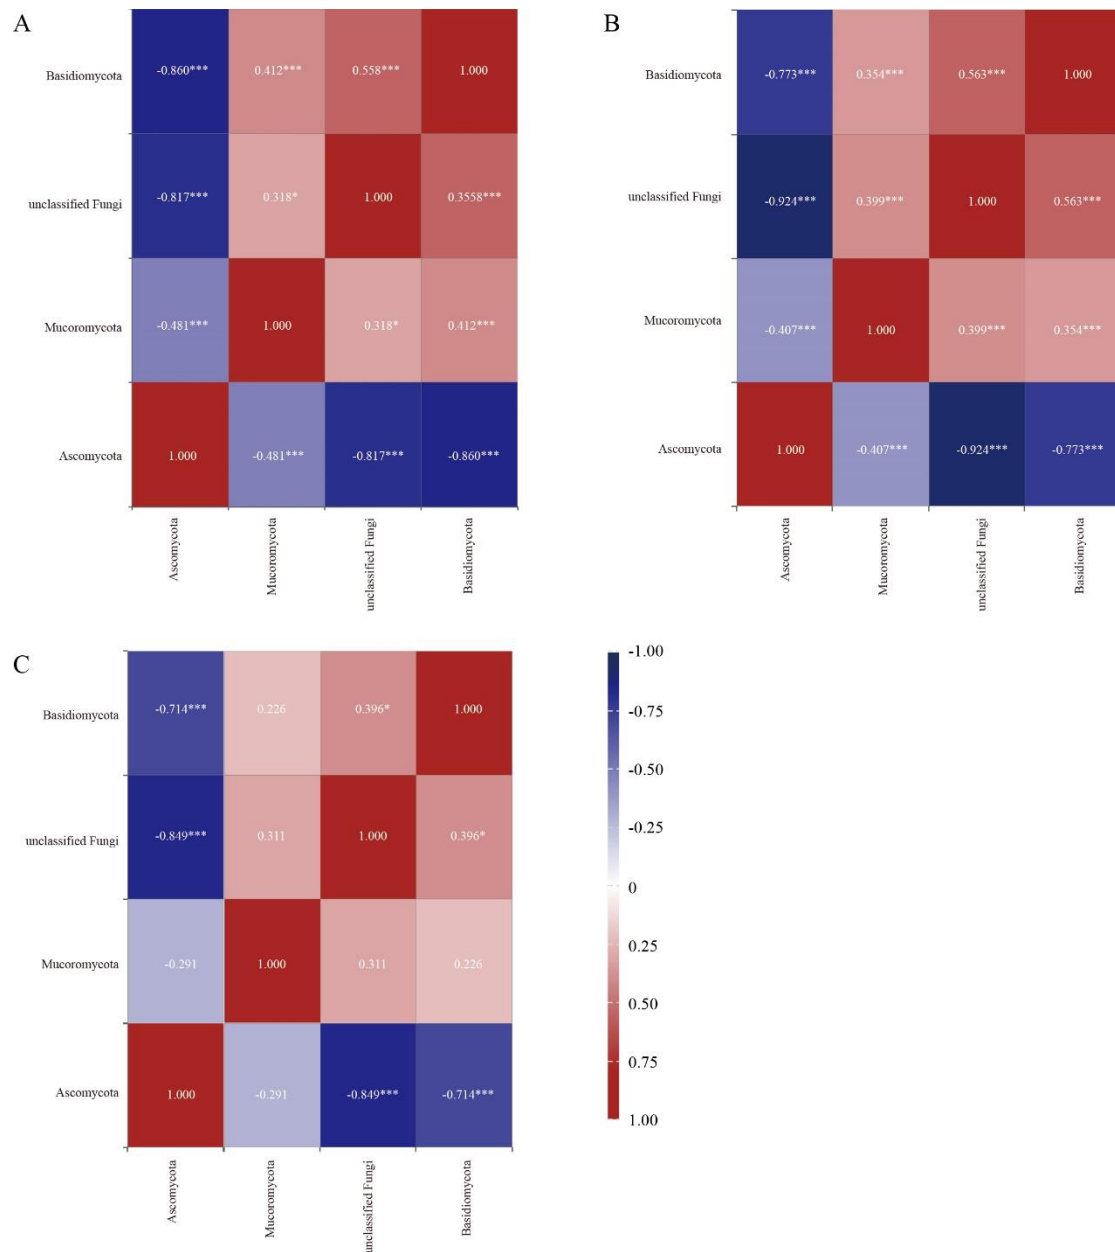 A
Basidiomycota -0.860*** 0.412*** 0.558*** 1.000
unclassified Fungi -0.817*** 0.318* 1.000 0.3558***
Mucoromycota -0.481*** 1.000 0.318* 0.412***
Ascomycota 1.000 -0.481*** -0.817*** -0.860***
Ascomycota Mucoromycota unclassified Fungi Basidiomycota
B
Basidiomycota -0.773*** 0.354*** 0.563*** 1.000
unclassified Fungi -0.924*** 0.399*** 1.000 0.563***
Mucoromycota -0.407*** 1.000 0.399*** 0.354***
Ascomycota 1.000 -0.407*** -0.924*** -0.773***
Ascomycota Mucoromycota unclassified Fungi Basidiomycota
C
Basidiomycota -0.714*** 0.226 0.396* 1.000
unclassified Fungi -0.849*** 0.311 1.000 0.396*
Mucoromycota -0.291 1.000 0.311 0.226
Ascomycota 1.000 -0.291 -0.849*** -0.714***
Ascomycota Mucoromycota unclassified Fungi Basidiomycota
-1.00
-0.75
-0.50
-0.25
0
0.25
0.50
0.75
1.00